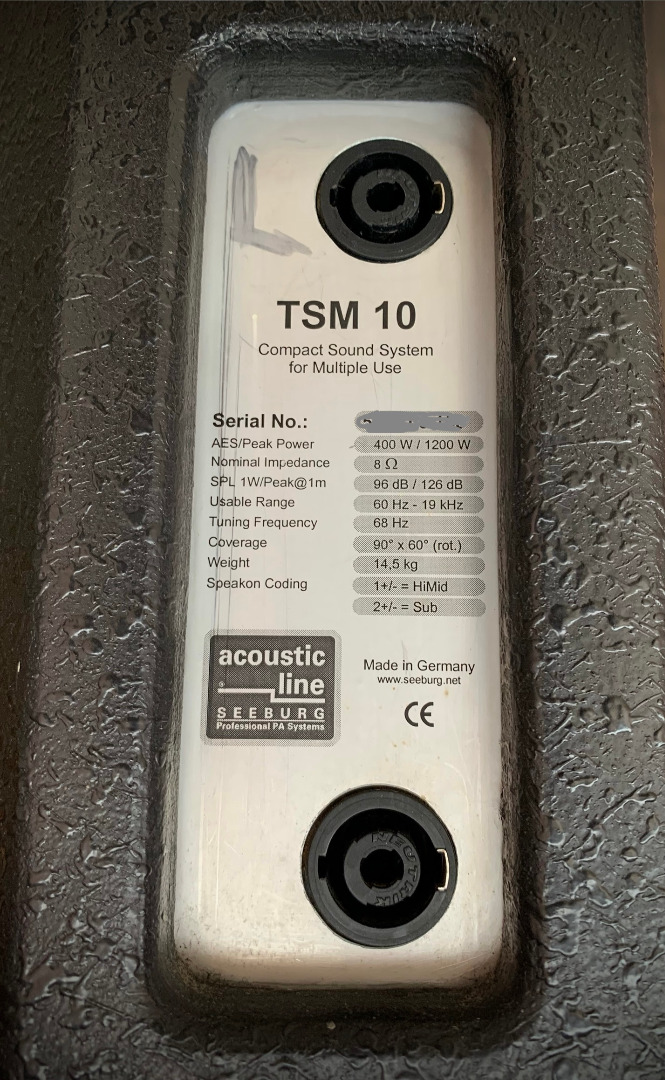 L
TSM 10
Compact Sound System
for Multiple Use
Serial No.:
AES/Peak Power 400 W / 1200 W
Nominal Impedance 8 Ω
SPL 1W/Peak@1m 96 dB / 126 dB
Usable Range 60 Hz - 19 kHz
Tuning Frequency 68 Hz
Coverage 90° x 60° (rot.)
Weight 14,5 kg
Speakon Coding 1+/- = HiMid
2+/- = Sub
acoustic
line
SEEBURG
Professional PA Systems
Made in Germany
www.seeburg.net
CE
NEUTRIK